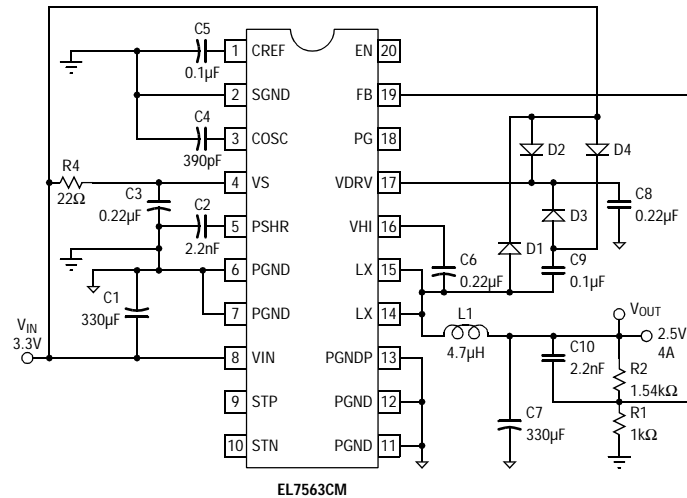 C5
0.1µF
1 CREF
EN 20
2 SGND
FB 19
C4
390pF
3 COSC
PG 18
D2
D4
R4
22Ω
C3
0.22µF
4 VS
VDRV 17
C8
0.22µF
C2
2.2nF
5 PSHR
VHI 16
D3
D1
6 PGND
LX 15
C6
0.22µF
C9
0.1µF
C1
330µF
7 PGND
LX 14
VIN
3.3V
8 VIN
PGNDP 13
L1
4.7µH
VOUT
2.5V
4A
C10
2.2nF
R2
1.54kΩ
9 STP
PGND 12
C7
330µF
R1
1kΩ
10 STN
PGND 11
EL7563CM